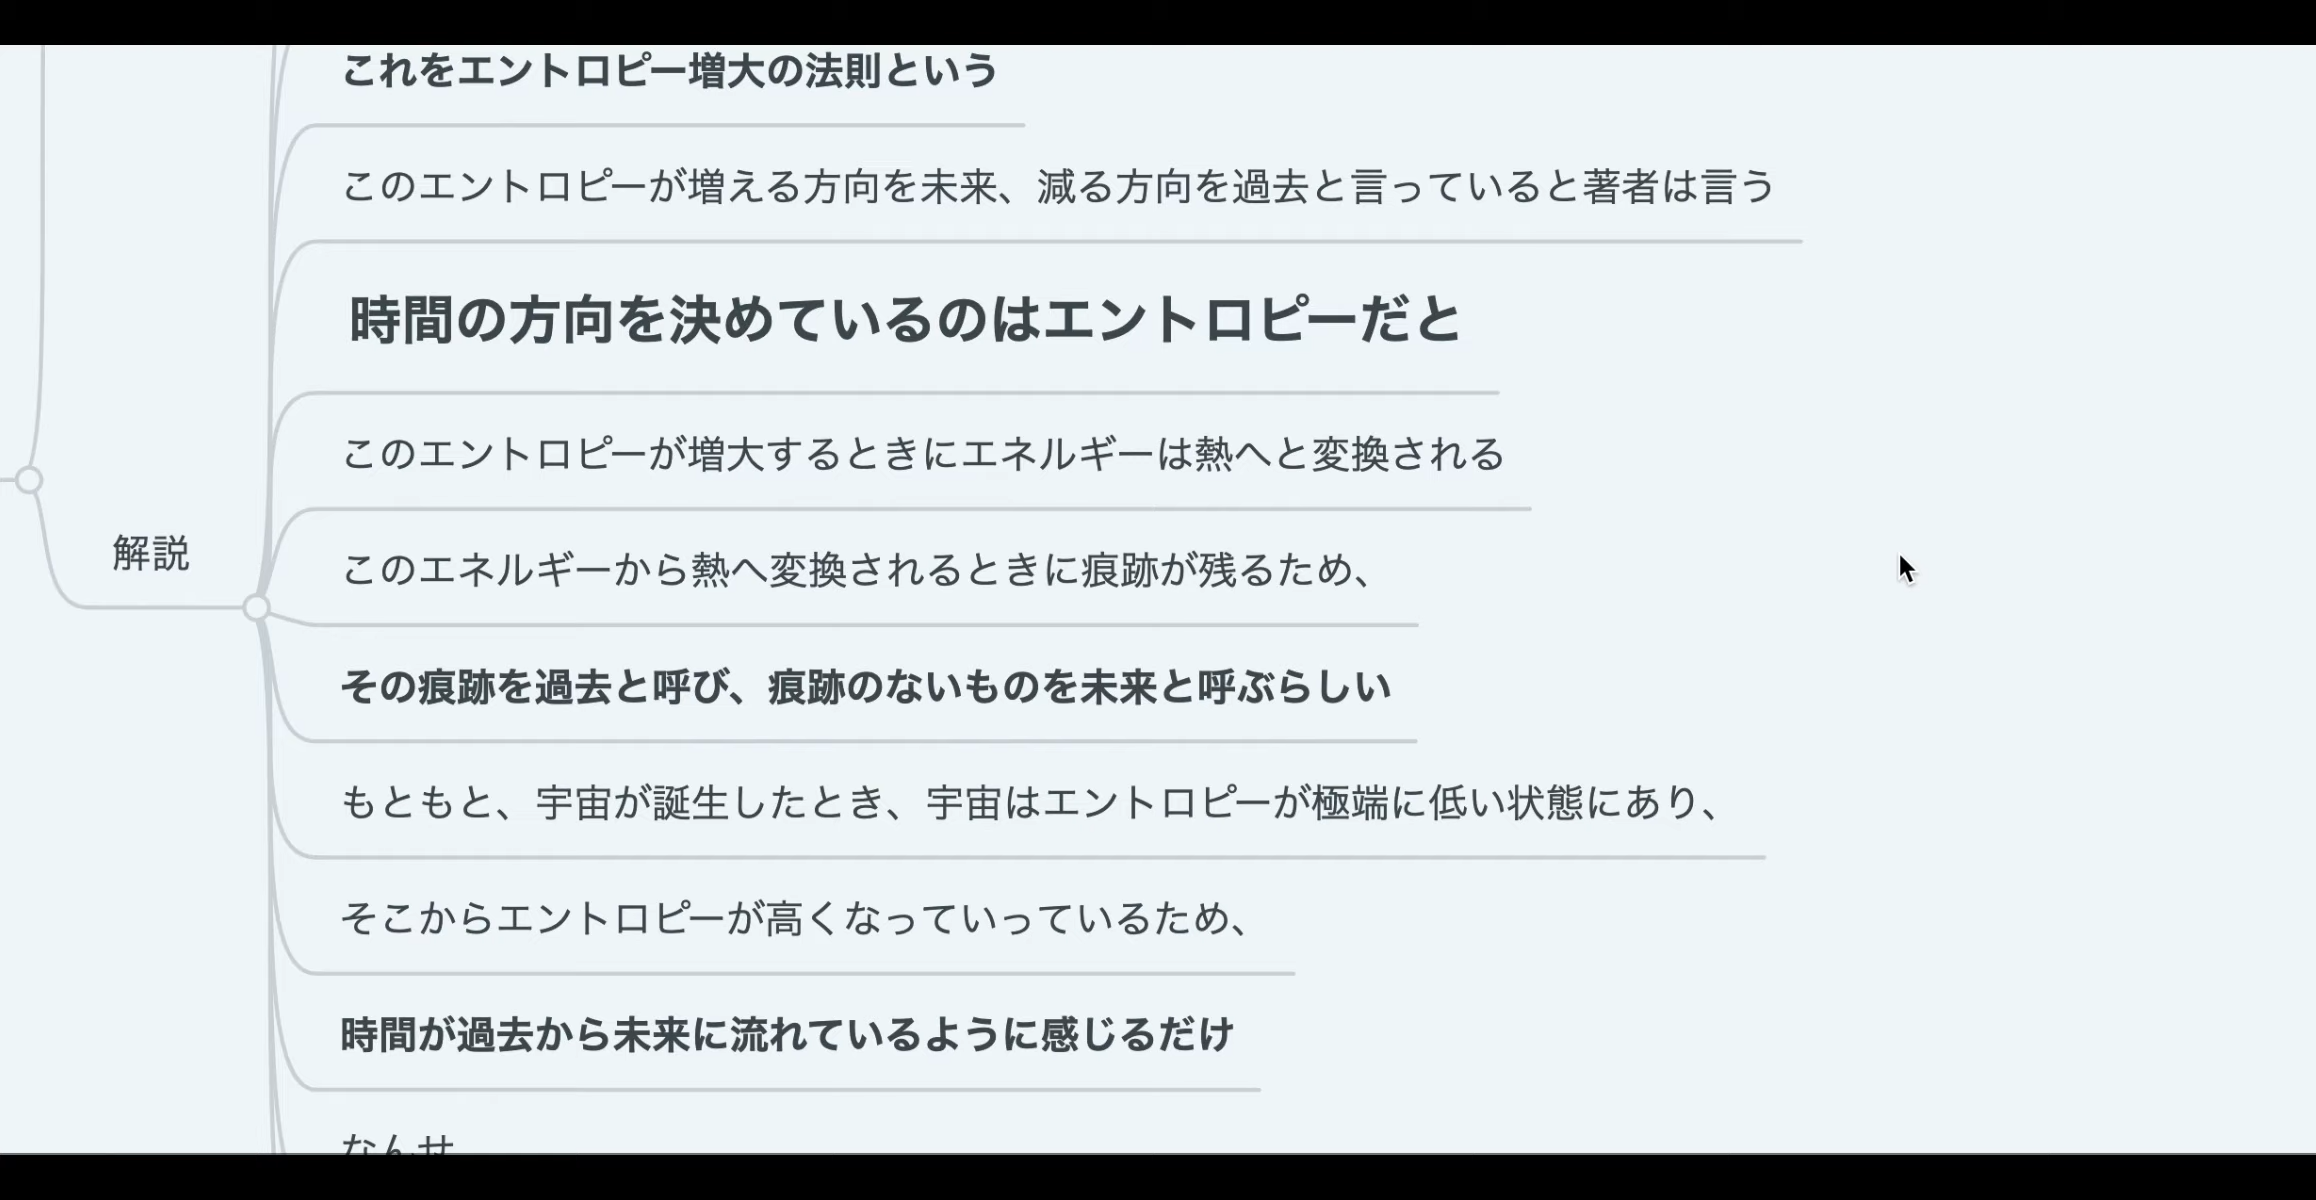 これをエントロピー増大の法則という
このエントロピーが増える方向を未来、減る方向を過去と言っていると著者は言う
時間の方向を決めているのはエントロピーだと
このエントロピーが増大するときにエネルギーは熱へと変換される
解説
このエネルギーから熱へ変換されるときに痕跡が残るため、
その痕跡を過去と呼び、痕跡のないものを未来と呼ぶらしい
もともと、宇宙が誕生したとき、宇宙はエントロピーが極端に低い状態にあり、
そこからエントロピーが高くなっていっているため、
時間が過去から未来に流れているように感じるだけ
なんせ